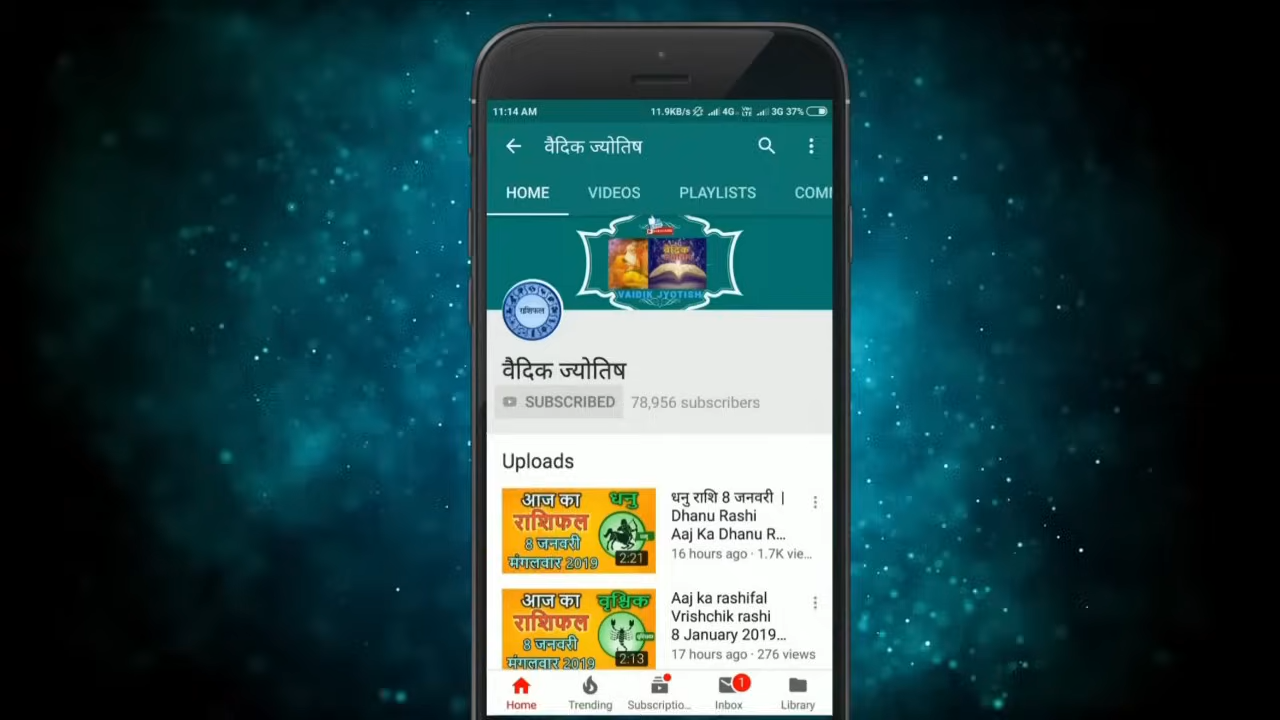 11:14 AM
11.9KB/s 4G VoLTE 3G 37%
वैदिक ज्योतिष
HOME VIDEOS PLAYLISTS COMM
वैदिक
VAIDIK JYOTISH
राशिफल
वैदिक ज्योतिष
SUBSCRIBED 78,956 subscribers
Uploads
आज का धनु
राशिफल
8 जनवरी
मंगलवार 2019
2:21
धनु राशि 8 जनवरी |
Dhanu Rashi
Aaj Ka Dhanu R...
16 hours ago · 1.7K vie...
आज का वृश्चिक
राशिफल
8 जनवरी
मंगलवार 2019
2:13
Aaj ka rashifal
Vrishchik rashi
8 January 2019...
17 hours ago · 276 views
1
Home Trending Subscriptio... Inbox Library